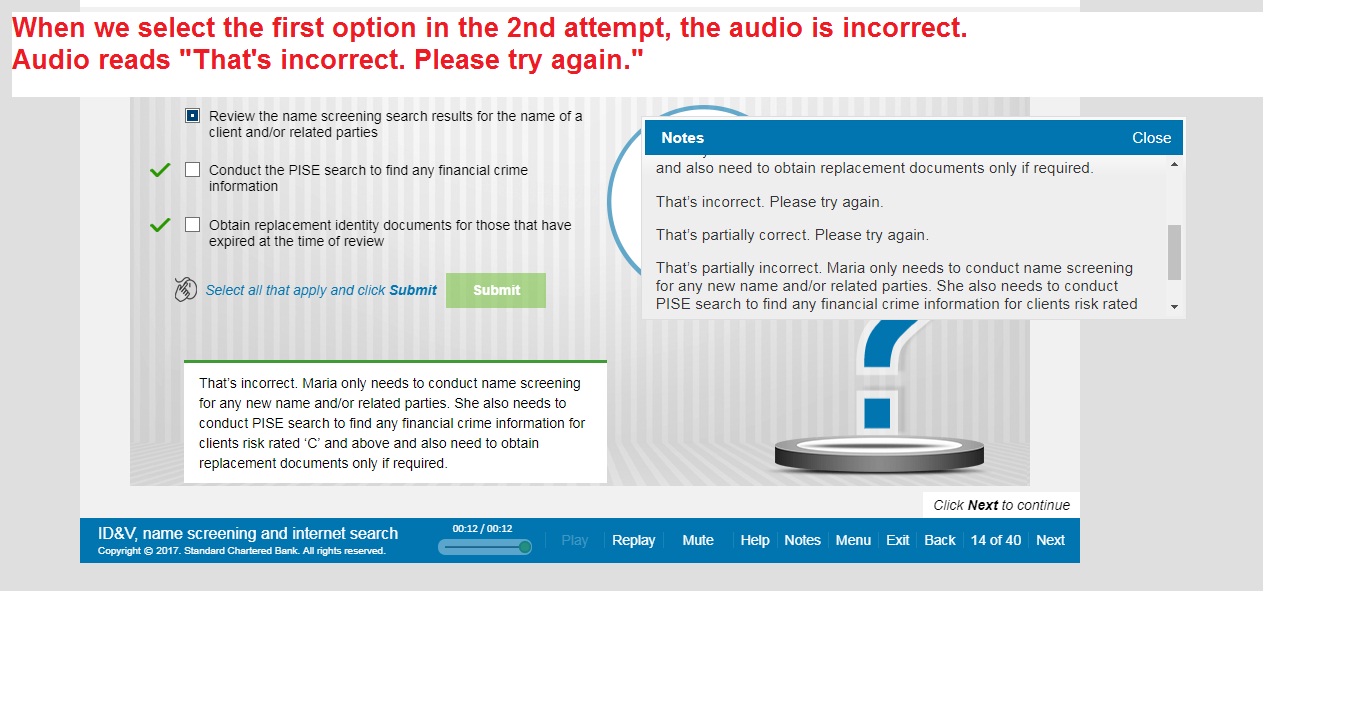 When we select the first option in the 2nd attempt, the audio is incorrect.
Audio reads "That's incorrect. Please try again."
Review the name screening search results for the name of a
client and/or related parties
Conduct the PISE search to find any financial crime
information
Obtain replacement identity documents for those that have
expired at the time of review
Select all that apply and click Submit
Submit
That’s incorrect. Maria only needs to conduct name screening
for any new name and/or related parties. She also needs to
conduct PISE search to find any financial crime information for
clients risk rated ‘C’ and above and also need to obtain
replacement documents only if required.
Notes
Close
and also need to obtain replacement documents only if required.
That’s incorrect. Please try again.
That’s partially correct. Please try again.
That’s partially incorrect. Maria only needs to conduct name screening
for any new name and/or related parties. She also needs to conduct
PISE search to find any financial crime information for clients risk rated
Click Next to continue
ID&V, name screening and internet search
Copyright © 2017. Standard Chartered Bank. All rights reserved.
00:12 / 00:12
Play Replay Mute Help Notes Menu Exit Back 14 of 40 Next